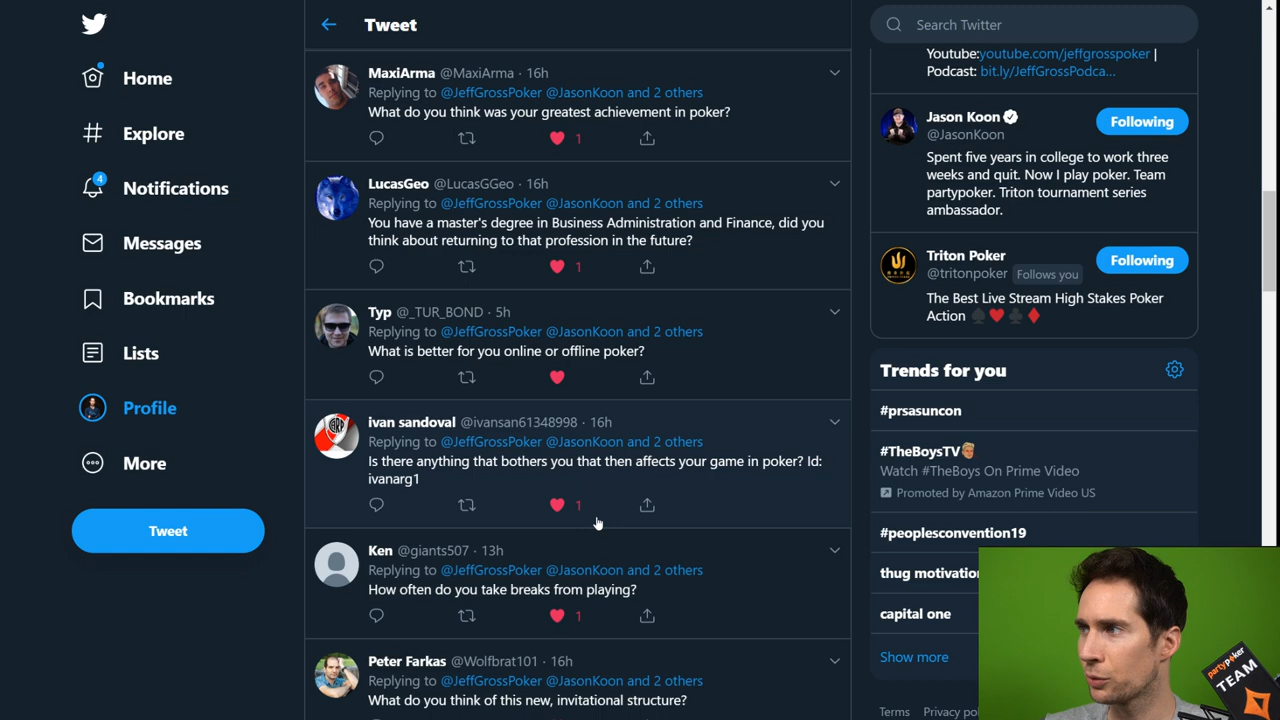 Home
Explore
4
Notifications
Messages
Bookmarks
Lists
Profile
More
Tweet
Tweet
MaxiArma @MaxiArma · 16h
Replying to @JeffGrossPoker @JasonKoon and 2 others
What do you think was your greatest achievement in poker?
1
LucasGeo @LucasGGeo · 16h
Replying to @JeffGrossPoker @JasonKoon and 2 others
You have a master's degree in Business Administration and Finance, did you
think about returning to that profession in the future?
1
Typ @_TUR_BOND · 5h
Replying to @JeffGrossPoker @JasonKoon and 2 others
What is better for you online or offline poker?
ivan sandoval @ivansan61348998 · 16h
Replying to @JeffGrossPoker @JasonKoon and 2 others
Is there anything that bothers you that then affects your game in poker? Id:
ivanarg1
1
Ken @giants507 · 13h
Replying to @JeffGrossPoker @JasonKoon and 2 others
How often do you take breaks from playing?
1
Peter Farkas @Wolfbrat101 · 16h
Replying to @JeffGrossPoker @JasonKoon and 2 others
What do you think of this new, invitational structure?
Search Twitter
Youtube:youtube.com/jeffgrosspoker |
Podcast: bit.ly/JeffGrossPodca...
Jason Koon
@JasonKoon
Following
Spent five years in college to work three
weeks and quit. Now I play poker. Team
partypoker. Triton tournament series
ambassador.
Triton Poker
@tritonpoker Follows you
Following
The Best Live Stream High Stakes Poker
Action ♠️♥️♣️♦️
Trends for you
#prsasuncon
#TheBoysTV
Watch #TheBoys On Prime Video
Promoted by Amazon Prime Video US
#peoplesconvention19
thug motivation
capital one
Show more
Terms Privacy po
partypoker
TEAM